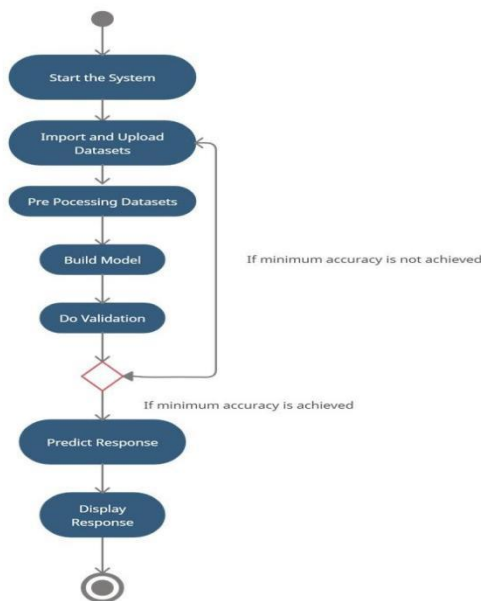 Start the System
Import and Upload
Datasets
Pre Pocessing Datasets
Build Model
If minimum accuracy is not achieved
Do Validation
If minimum accuracy is achieved
Predict Response
Display
Response